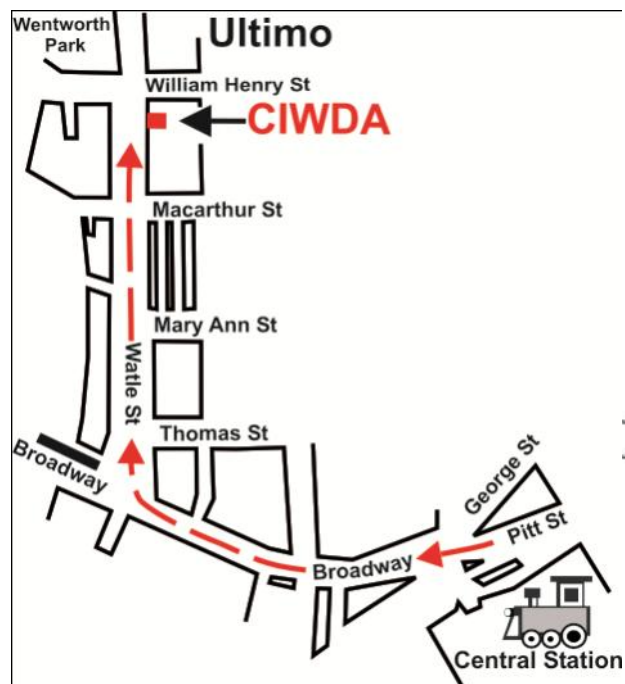 Wentworth
Park
Ultimo
William Henry St
CIWDA
Macarthur St
Mary Ann St
Watle St
Thomas St
Broadway
George St
Pitt St
Broadway
Central Station